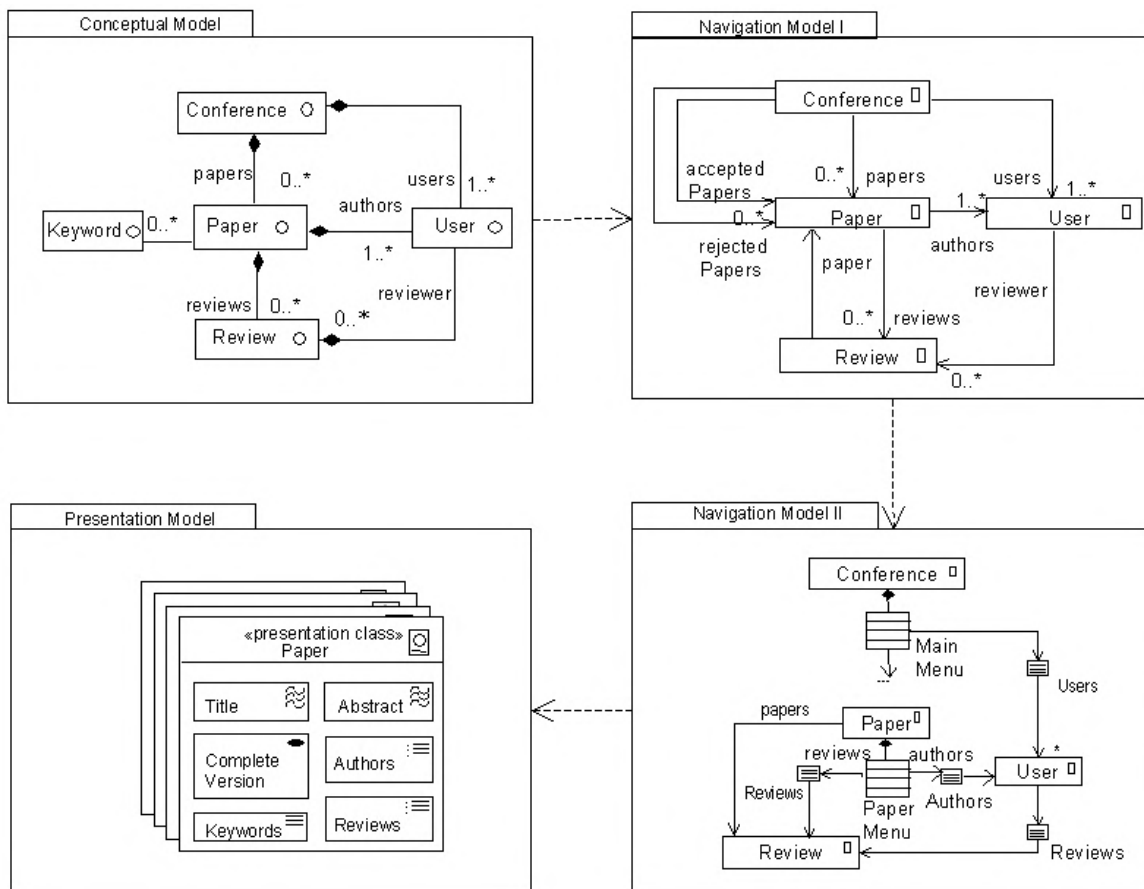 Conceptual Model
Conference
papers
0..*
users
1..*
authors
Keyword
0..*
Paper
User
1..*
reviews
0..*
reviewer
0..*
Review
Navigation Model I
Conference
accepted
Papers
0..*
papers
users
1..*
1..*
0..*
Paper
User
rejected
Papers
paper
authors
reviewer
0..*
reviews
Review
0..*
Presentation Model
«presentation class»
Paper
Title
Abstract
Complete
Version
Authors
Keywords
Reviews
Navigation Model II
Conference
Main
Menu
...
Users
papers
Paper
reviews
authors
*
User
Reviews
Paper
Menu
Authors
Review
Reviews